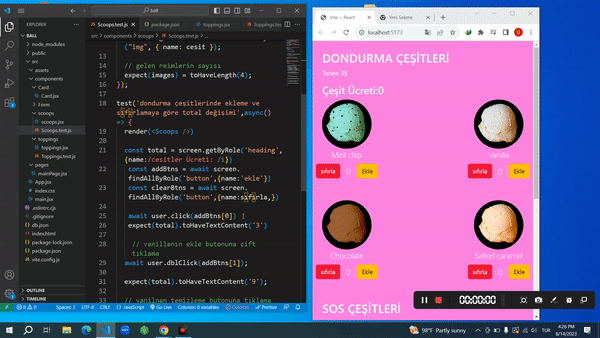 ball
Scoops.test.js
package.json
toppings.jsx
Toppings.test.js
src > components > scoops > Scoops.test.js > ...
EXPLORER
BALL
node_modules
public
src
assets
components
Card
Card.jsx
Form
scoops
scoops.jsx
Scoops.test.js
toppings
toppings.jsx
Toppings.test.js
pages
mainPage.jsx
App.jsx
index.css
main.jsx
.eslintrc.cjs
.gitignore
db.json
index.html
package-lock.json
package.json
vite.config.js
OUTLINE
TIMELINE
("img", { name: cesit });
13
14 // gelen reimlerin sayısı
15 expect(images) = toHaveLength(4);
16 });
17
18 test('dondurma çeşitlerinde ekleme ve
sıfırlamaya göre total değişimi',async()
=> {
19 render(<Scoops />)
20
21 const total = screen.getByRole('heading',
{name:/cesitler Ücreti: /i})
22 const addBtns = await screen.
findAllByRole('button',{name:'ekle'})
23 const clearBtns = await screen.
findAllByRole('button',{name:sıfırla,})
24
25 await user.click(addBtns[0])
26 expect(total).toHaveTextContent('3')
27
28 // vanillanın ekle butonuna çift
tıklama
29 await user.dblClick(addBtns[1]);
30
31 expect(total).toHaveTextContent('9');
32
33 // vanilnan temizleme butonuna tıklama
Spaces: 2
UTF-8
CRLF
JavaScript
Go Live
Colorize: 0 variables
Colorize
Prettier
Vite + React
Yeni Sekme
localhost:5173
DONDURMA ÇEŞİTLERİ
Tanesi 3$
Çeşit Ücreti:0
Mint chip
Vanilla
sıfırla 0 Ekle
sıfırla 0 Ekle
Chocolate
Salted caramel
sıfırla 0 Ekle
sıfırla 0 Ekle
SOS ÇEŞİTLERİ
00:00:00
98°F Partly sunny
TUR
4:26 PM
8/14/2023